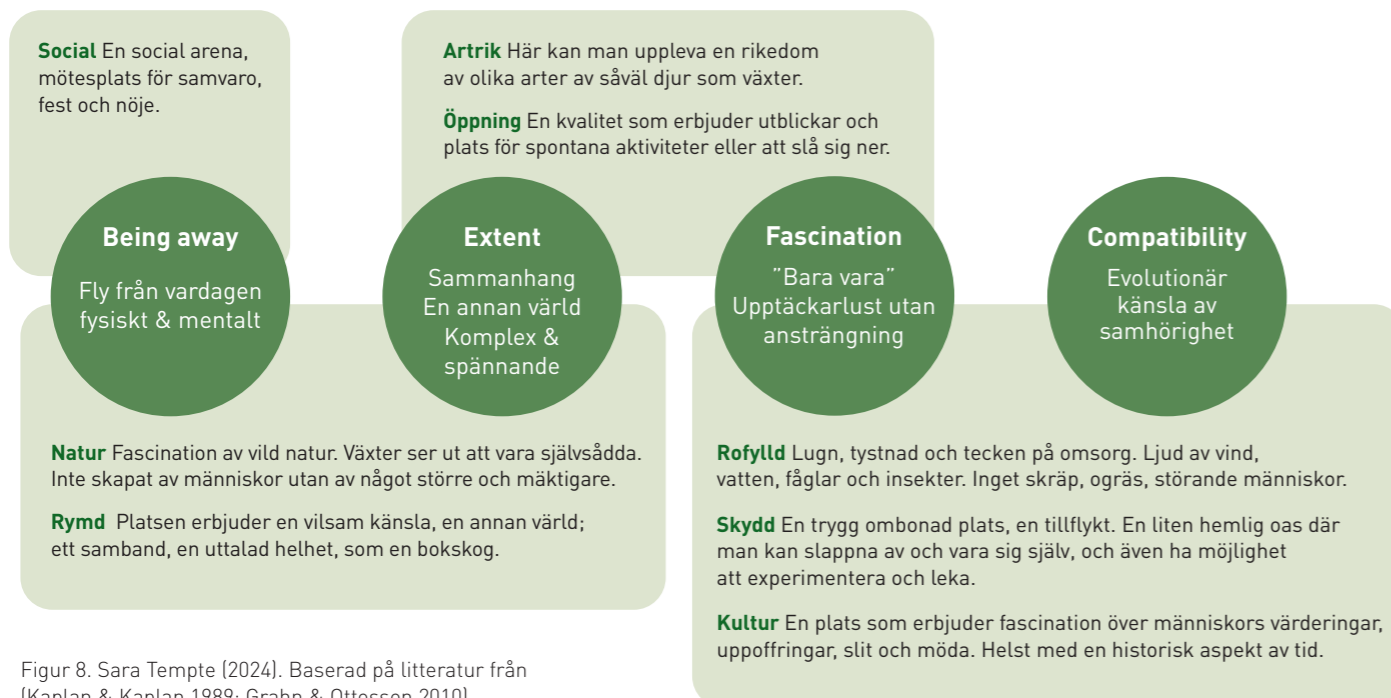 Social En social arena,
mötesplats för samvaro,
fest och nöje.
Artrik Här kan man uppleva en rikedom
av olika arter av såväl djur som växter.
Öppning En kvalitet som erbjuder utblickar och
plats för spontana aktiviteter eller att slå sig ner.
Being away
Fly från vardagen
fysiskt & mentalt
Extent
Sammanhang
En annan värld
Komplex &
spännande
Fascination
”Bara vara”
Upptäckarlust utan
ansträngning
Compatibility
Evolutionär
känsla av
samhörighet
Natur Fascination av vild natur. Växter ser ut att vara självsådda.
Inte skapat av människor utan av något större och mäktigare.
Rymd Platsen erbjuder en vilsam känsla, en annan värld;
ett samband, en uttalad helhet, som en bokskog.
Rofylld Lugn, tystnad och tecken på omsorg. Ljud av vind,
vatten, fåglar och insekter. Inget skräp, ogräs, störande människor.
Skydd En trygg ombonad plats, en tillflykt. En liten hemlig oas där
man kan slappna av och vara sig själv, och även ha möjlighet
att experimentera och leka.
Kultur En plats som erbjuder fascination över människors värderingar,
uppoffringar, slit och möda. Helst med en historisk aspekt av tid.
Figur 8. Sara Tempte (2024). Baserad på litteratur från
(Kaplan & Kaplan 1989; Grahn & Ottosson 2010)